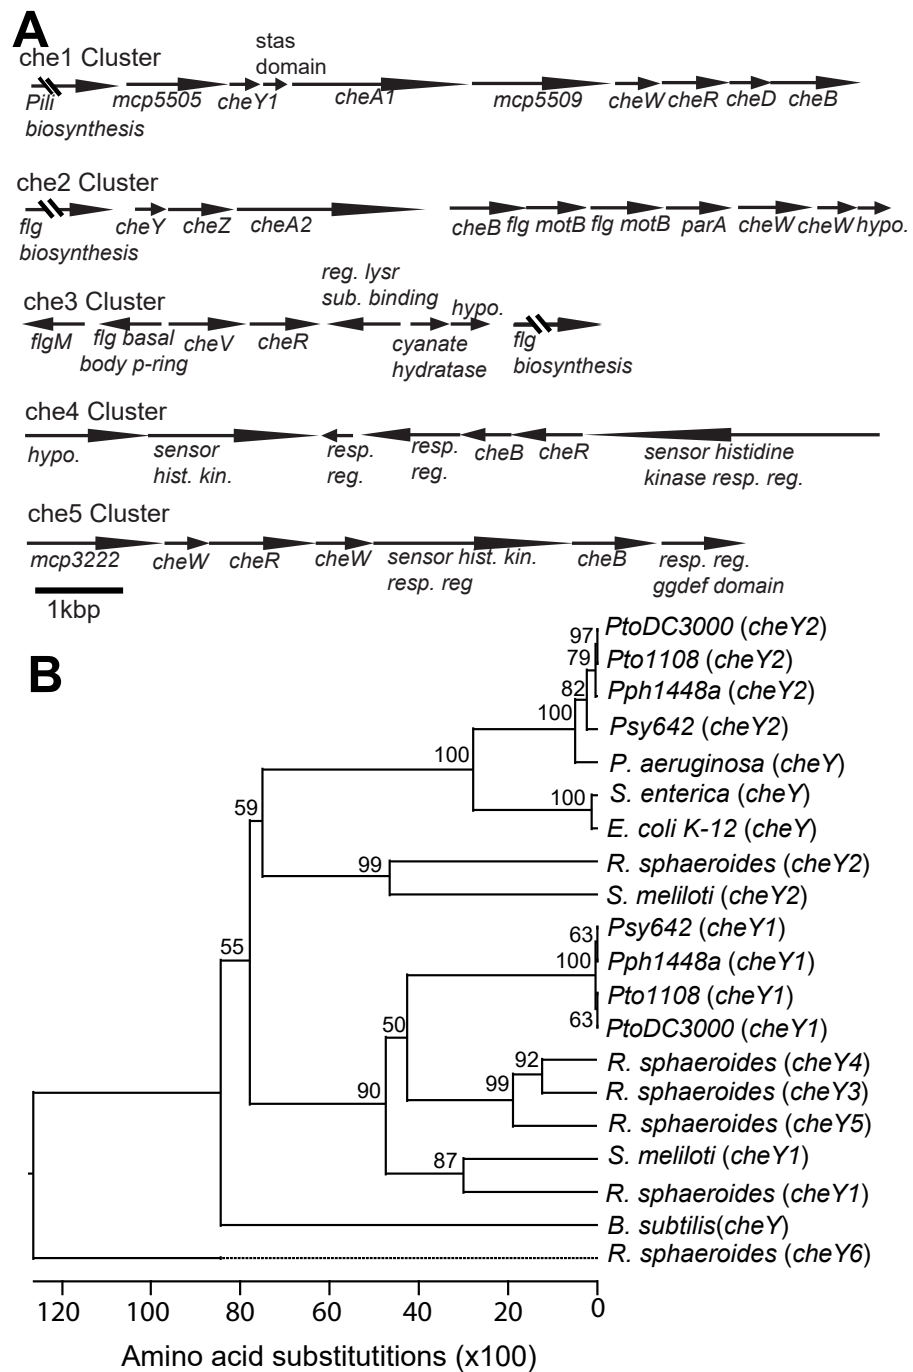 A
che1 Cluster
stas
domain
Pili
biosynthesis
mcp5505
cheY1
cheA1
mcp5509
cheW
cheR
cheD
cheB
che2 Cluster
flg
biosynthesis
cheY
cheZ
cheA2
cheB
flg motB
flg motB
parA
cheW
cheW
hypo.
che3 Cluster
reg. lysr
sub. binding
hypo.
flgM
flg basal
body p-ring
cheV
cheR
cyanate
hydratase
flg
biosynthesis
che4 Cluster
hypo.
sensor
hist. kin.
resp.
reg.
resp.
reg.
cheB
cheR
sensor histidine
kinase resp. reg.
che5 Cluster
mcp3222
cheW
cheR
cheW
sensor hist. kin.
resp. reg
cheB
resp. reg.
ggdef domain
1kbp
B
PtoDC3000 (cheY2)
97
Pto1108 (cheY2)
79
Pph1448a (cheY2)
82
Psy642 (cheY2)
100
P. aeruginosa (cheY)
100
S. enterica (cheY)
100
E. coli K-12 (cheY)
59
R. sphaeroides (cheY2)
99
S. meliloti (cheY2)
Psy642 (cheY1)
63
55
Pph1448a (cheY1)
100
Pto1108 (cheY1)
PtoDC3000 (cheY1)
63
50
R. sphaeroides (cheY4)
92
R. sphaeroides (cheY3)
99
90
R. sphaeroides (cheY5)
S. meliloti (cheY1)
87
R. sphaeroides (cheY1)
B. subtilis(cheY)
R. sphaeroides (cheY6)
120 100 80 60 40 20 0
Amino acid substitutitions (x100)